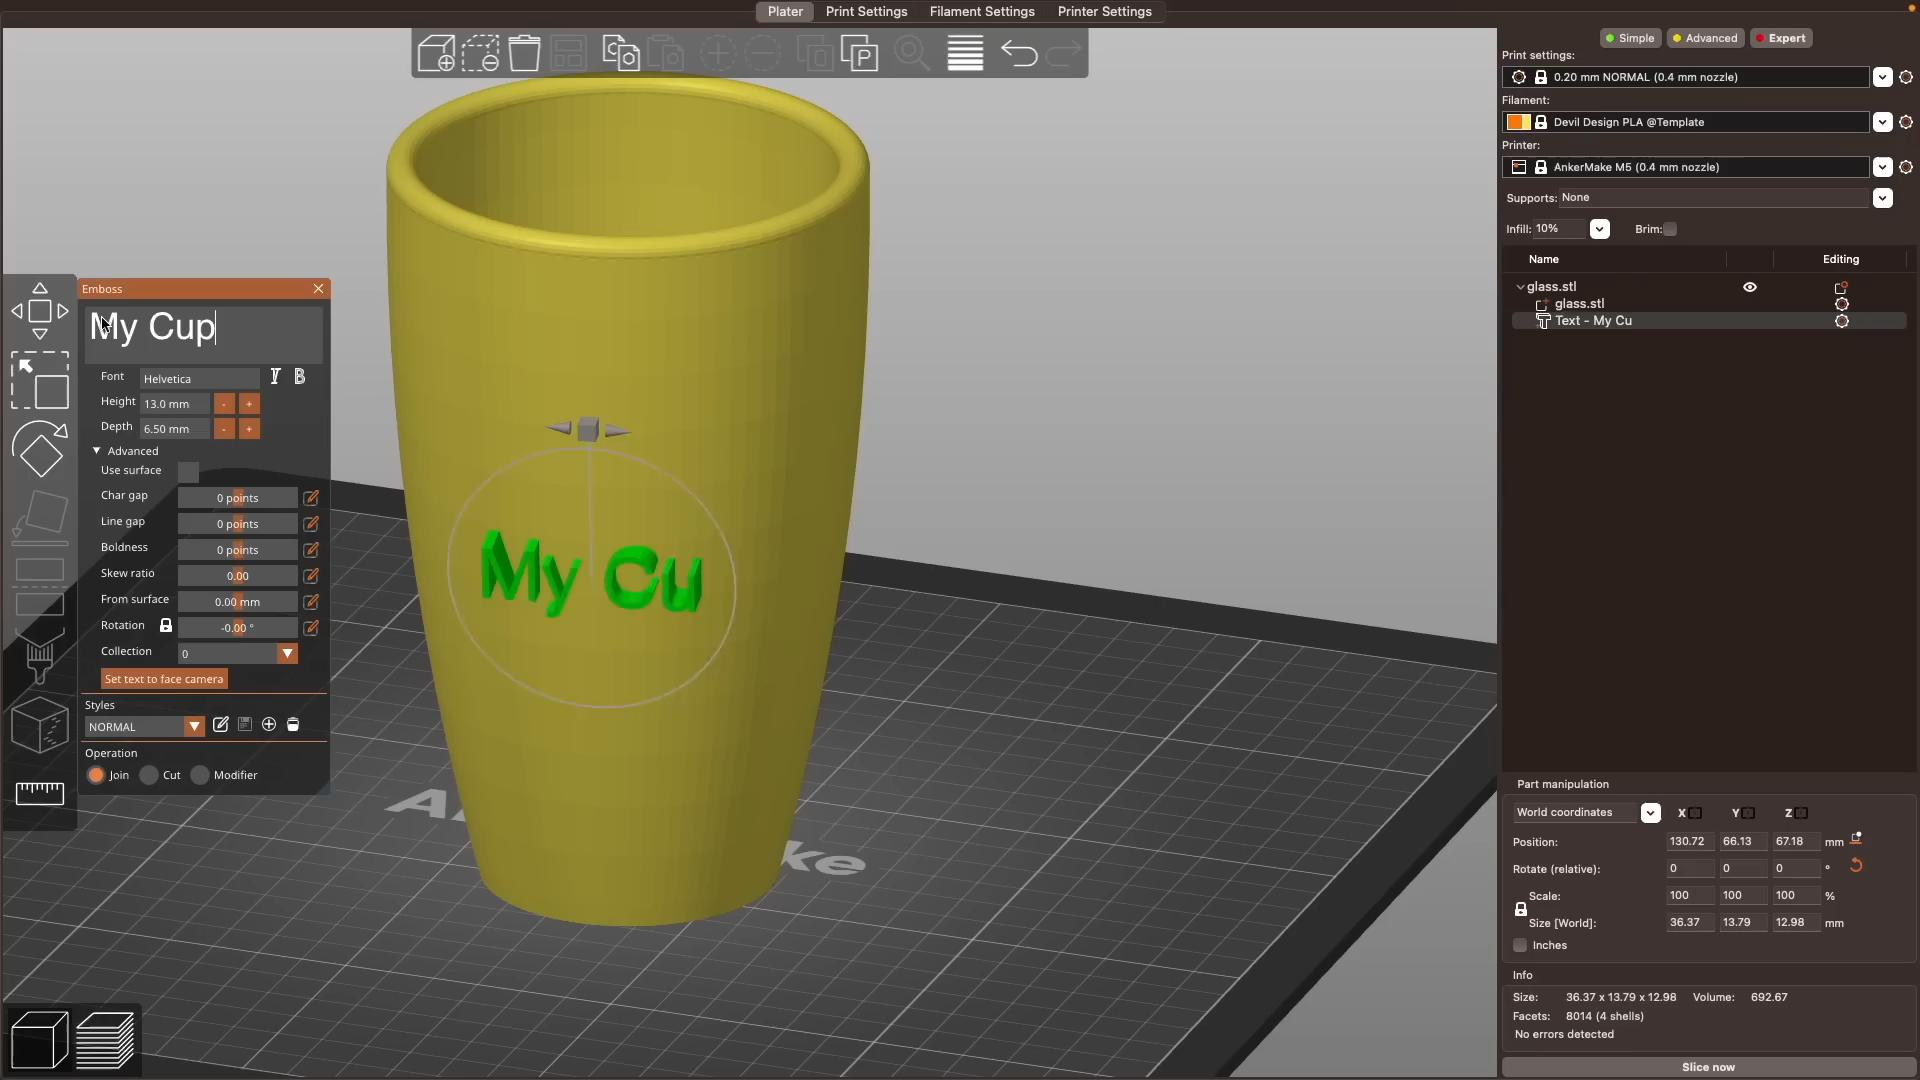 Plater Print Settings Filament Settings Printer Settings
Simple Advanced Expert
Print settings:
0.20 mm NORMAL (0.4 mm nozzle)
Filament:
Devil Design PLA @Template
Printer:
AnkerMake M5 (0.4 mm nozzle)
Supports: None
Infill: 10% Brim:
Name Editing
glass.stl
glass.stl
Text - My Cu
Emboss
My Cup
Font Helvetica I B
Height 13.0 mm - +
Depth 6.50 mm - +
Advanced
Use surface
Char gap 0 points
Line gap 0 points
Boldness 0 points
Skew ratio 0.00
From surface 0.00 mm
Rotation -0.00 °
Collection 0
Set text to face camera
Styles
NORMAL
Operation
Join Cut Modifier
My Cu
Part manipulation
World coordinates X Y Z
Position: 130.72 66.13 67.18 mm
Rotate (relative): 0 0 0 °
Scale: 100 100 100 %
Size [World]: 36.37 13.79 12.98 mm
Inches
Info
Size: 36.37 x 13.79 x 12.98 Volume: 692.67
Facets: 8014 (4 shells)
No errors detected
Slice now